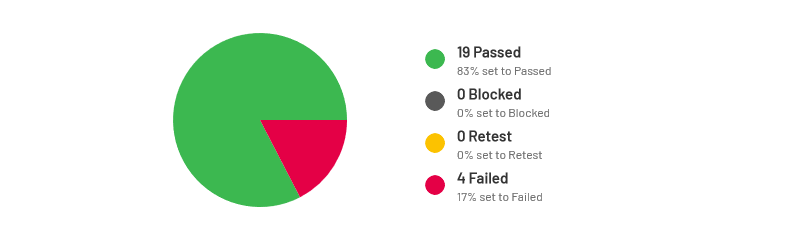 19 Passed
83% set to Passed
0 Blocked
0% set to Blocked
0 Retest
0% set to Retest
4 Failed
17% set to Failed